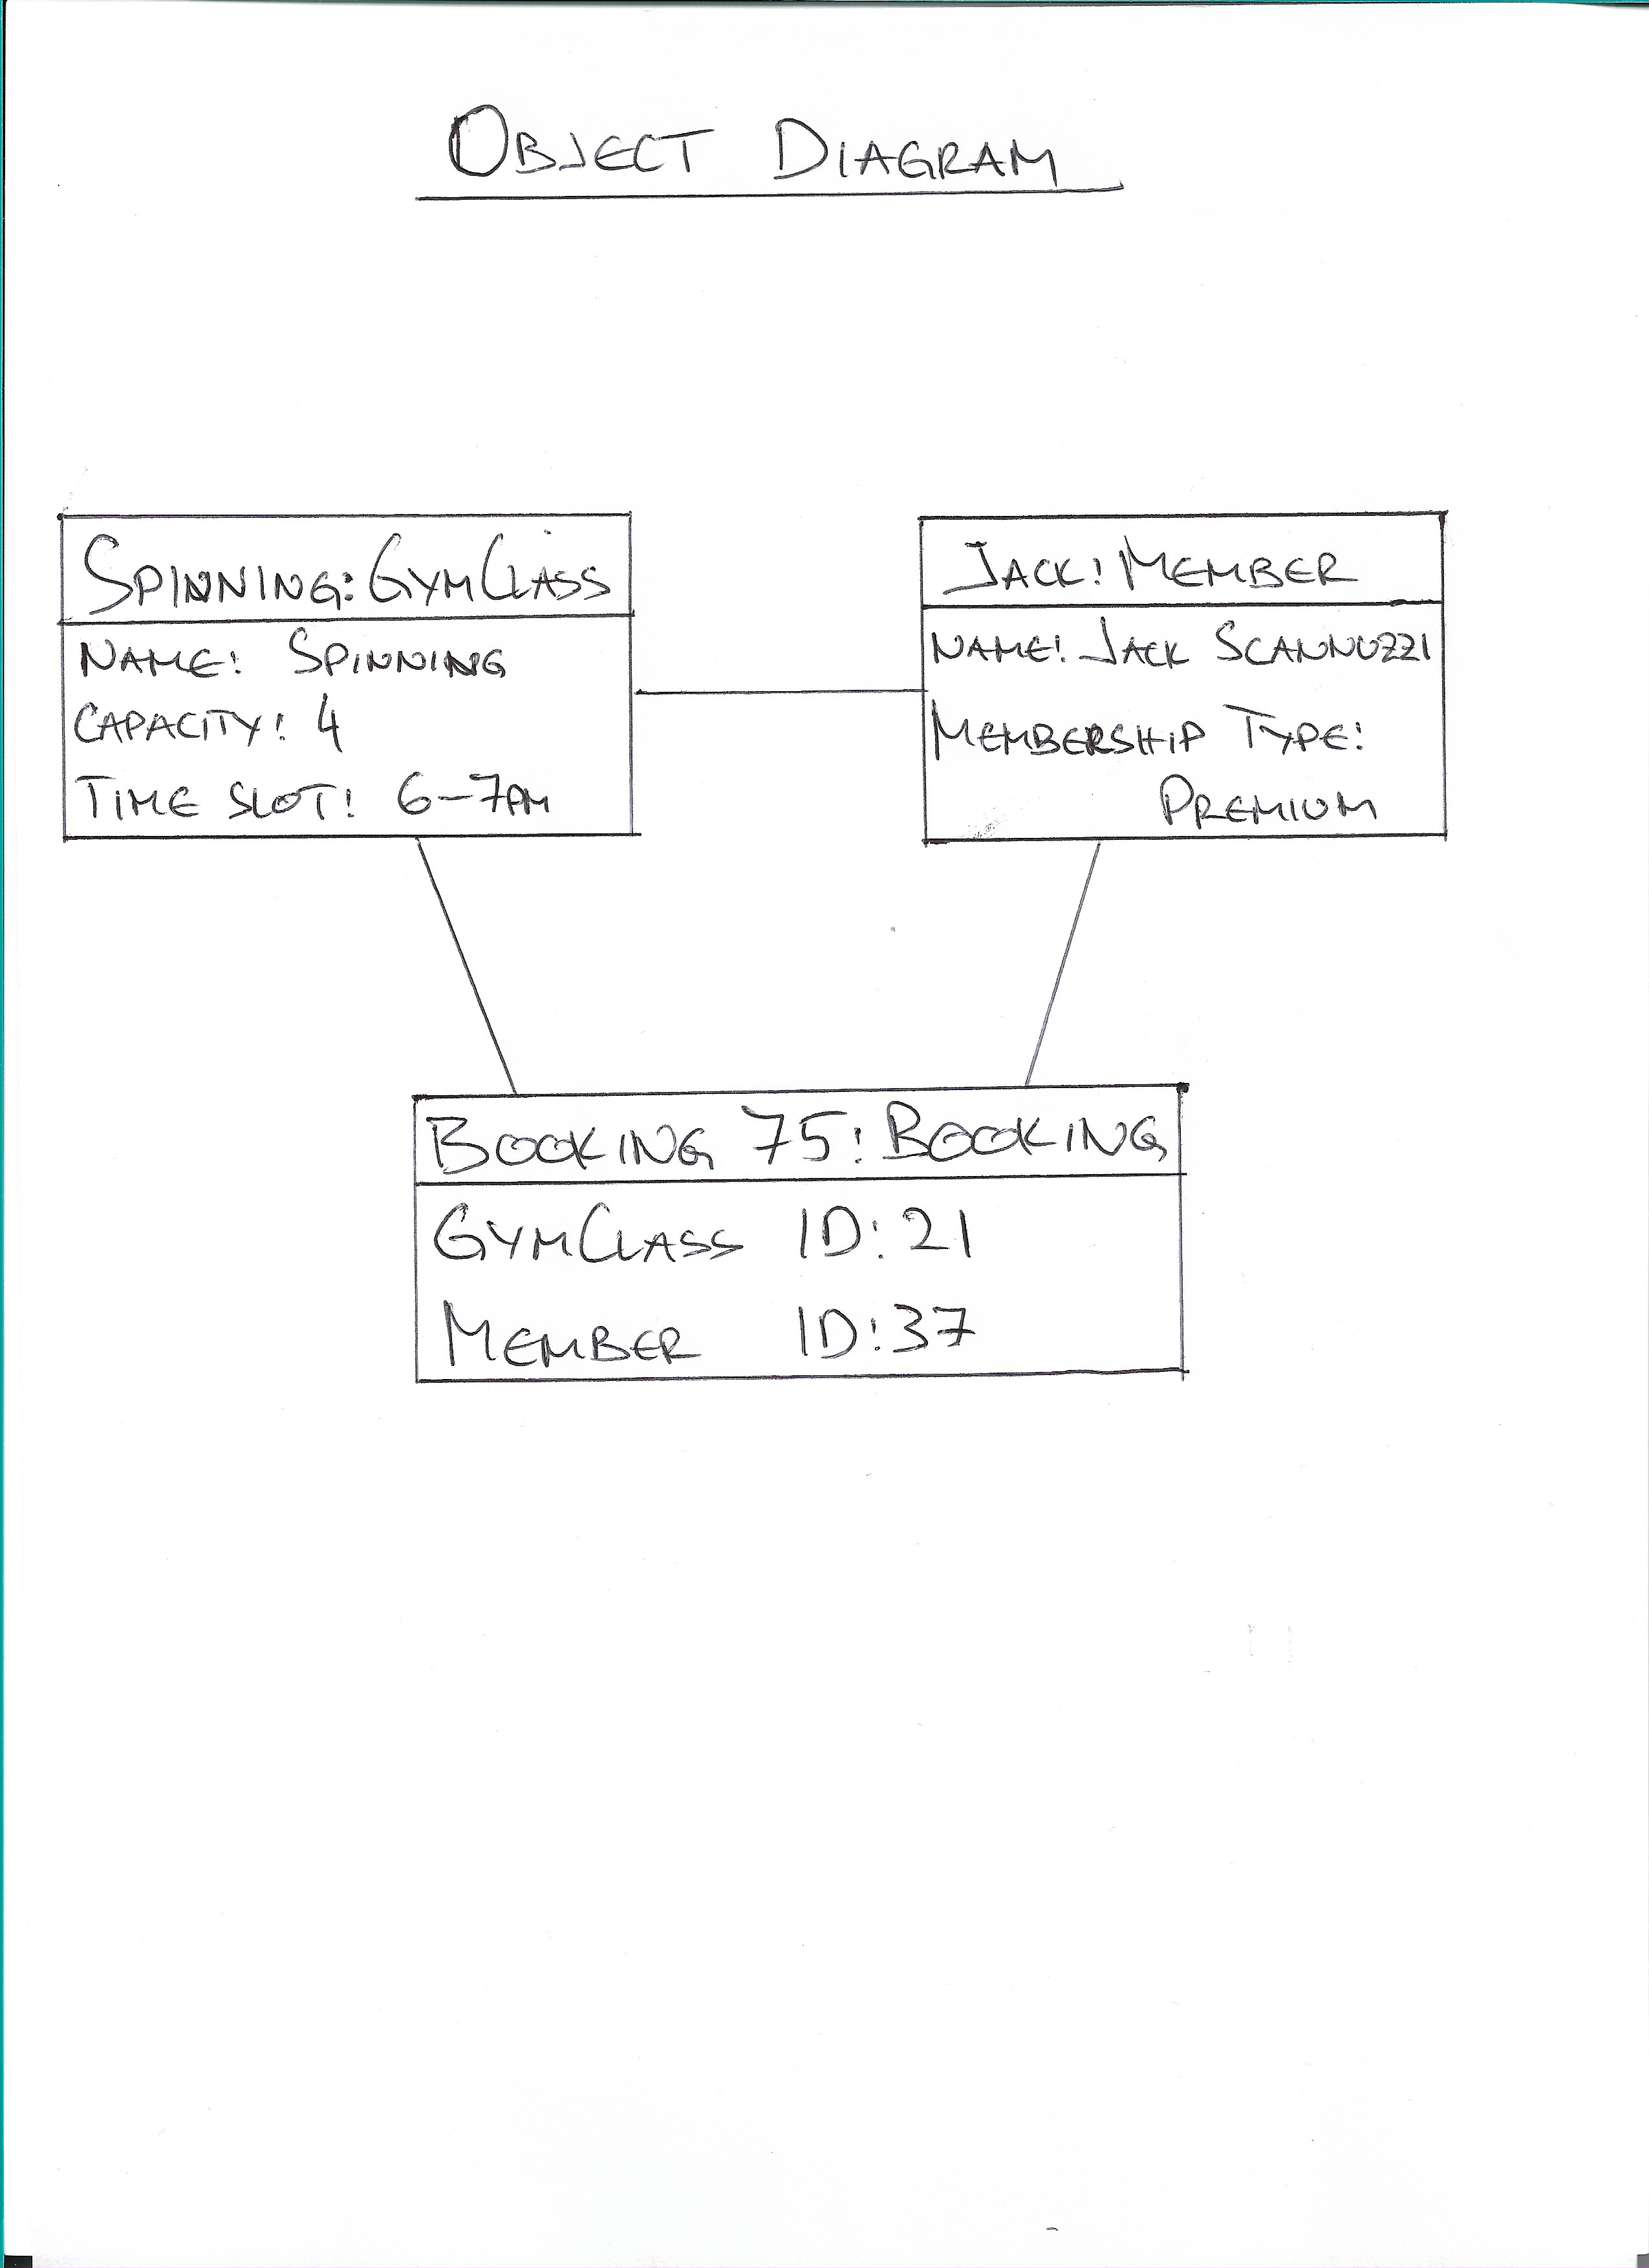 OBJECT DIAGRAM
SPINNING: GYMCLASS
NAME: SPINNING
CAPACITY: 4
TIME SLOT: 6-7PM
JACK: MEMBER
NAME: JACK SCANNUZZI
MEMBERSHIP TYPE:
PREMIUM
BOOKING 75: BOOKING
GYMCLASS ID: 21
MEMBER ID: 37